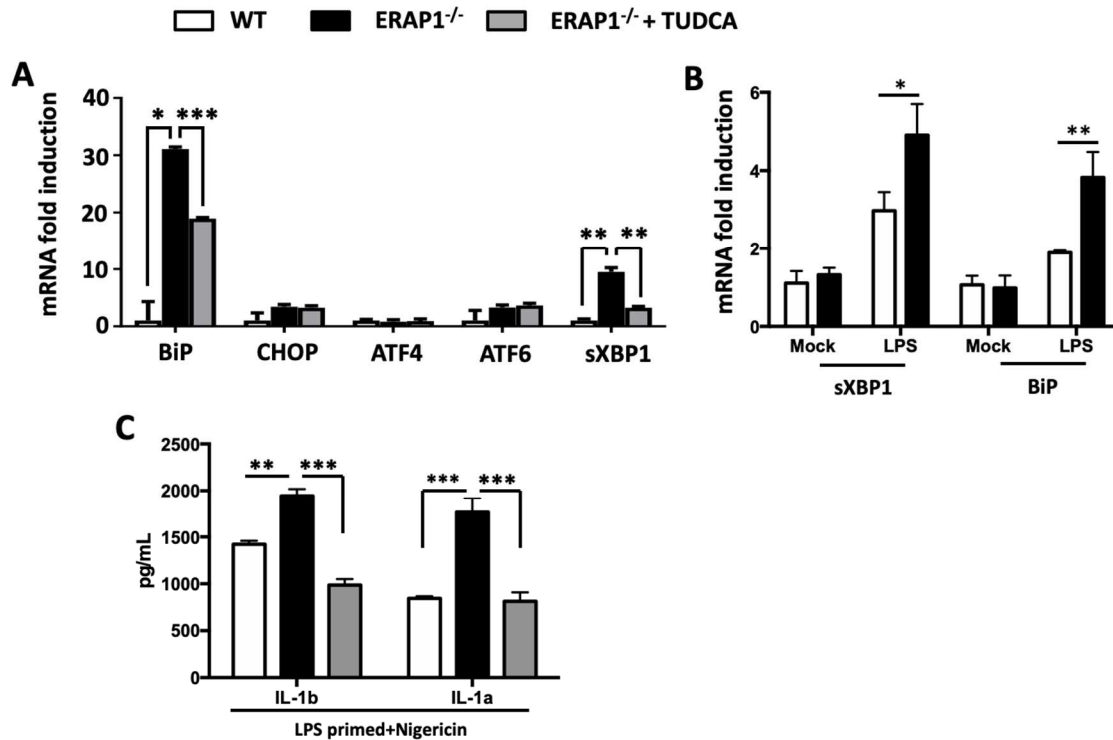 WT ERAP1-/- ERAP1-/- + TUDCA
A
mRNA fold induction
40
30
20
10
0
* ***
** **
BiP CHOP ATF4 ATF6 sXBP1
B
mRNA fold induction
6
4
2
0
*
**
Mock LPS Mock LPS
sXBP1 BiP
C
pg/mL
2500
2000
1500
1000
500
0
** *** *** ***
IL-1b IL-1a
LPS primed+Nigericin